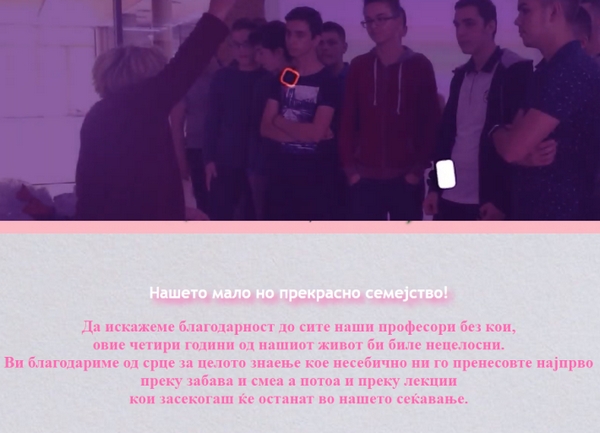 Нашето мало но прекрасно семејство!
Да искажеме благодарност до сите наши професори без кои,
овие четири години од нашиот живот би биле нецелосни.
Ви благодариме од срце за целото знаење кое несебично ни го пренесовте најпрво
преку забава и смеа а потоа и преку лекции
кои засекогаш ќе останат во нашето сеќавање.